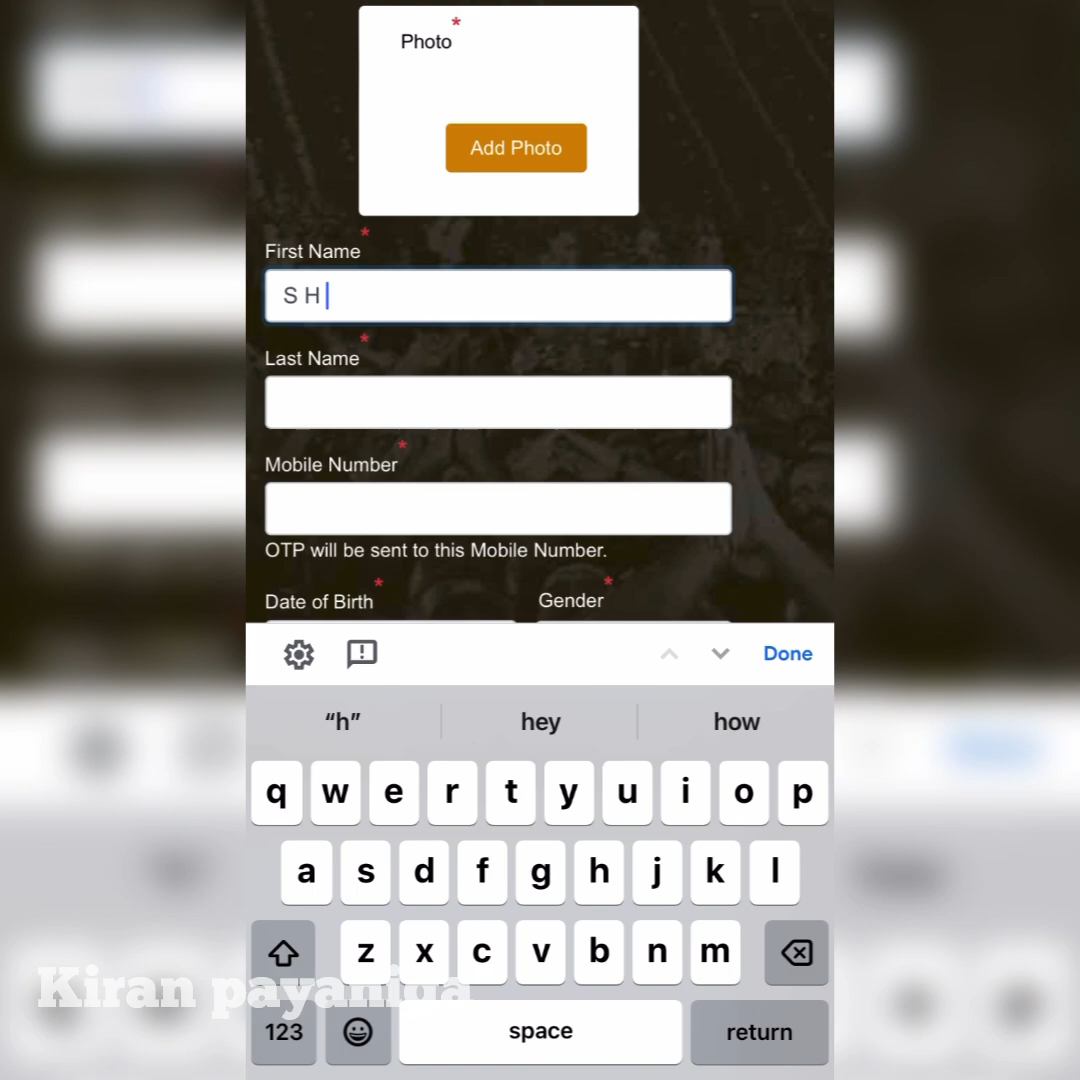 Photo*
Add Photo
First Name*
S H
Last Name*
Mobile Number*
OTP will be sent to this Mobile Number.
Date of Birth* Gender*
Done
“h” hey how
q w e r t y u i o p
a s d f g h j k l
z x c v b n m
Kiran payaniga
123 space return